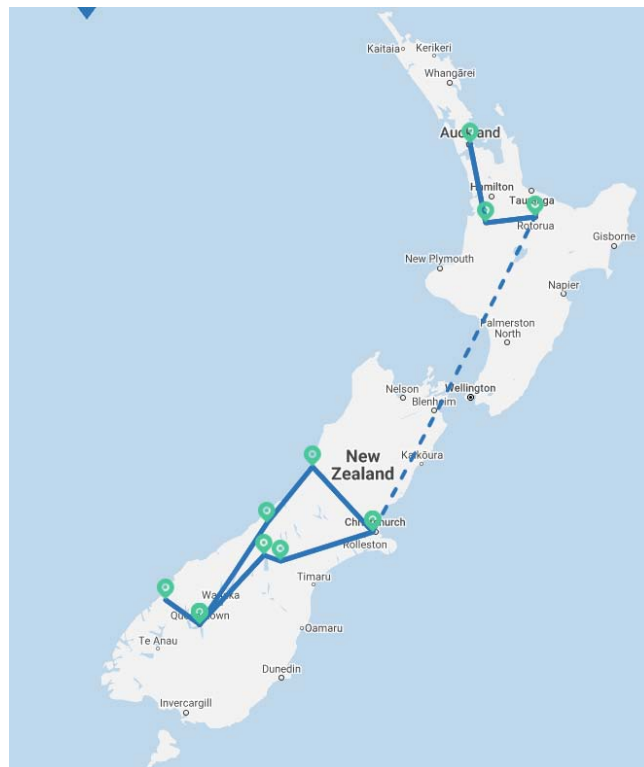 Kaitaia
Kerikeri
Whangārei
Auckland
Hamilton
Tauranga
Rotorua
Gisborne
New Plymouth
Napier
Palmerston
North
Nelson
Wellington
Blenheim
New
Zealand
Kaikōura
Christchurch
Rolleston
Timaru
Wanaka
Queenstown
Oamaru
Te Anau
Dunedin
Invercargill